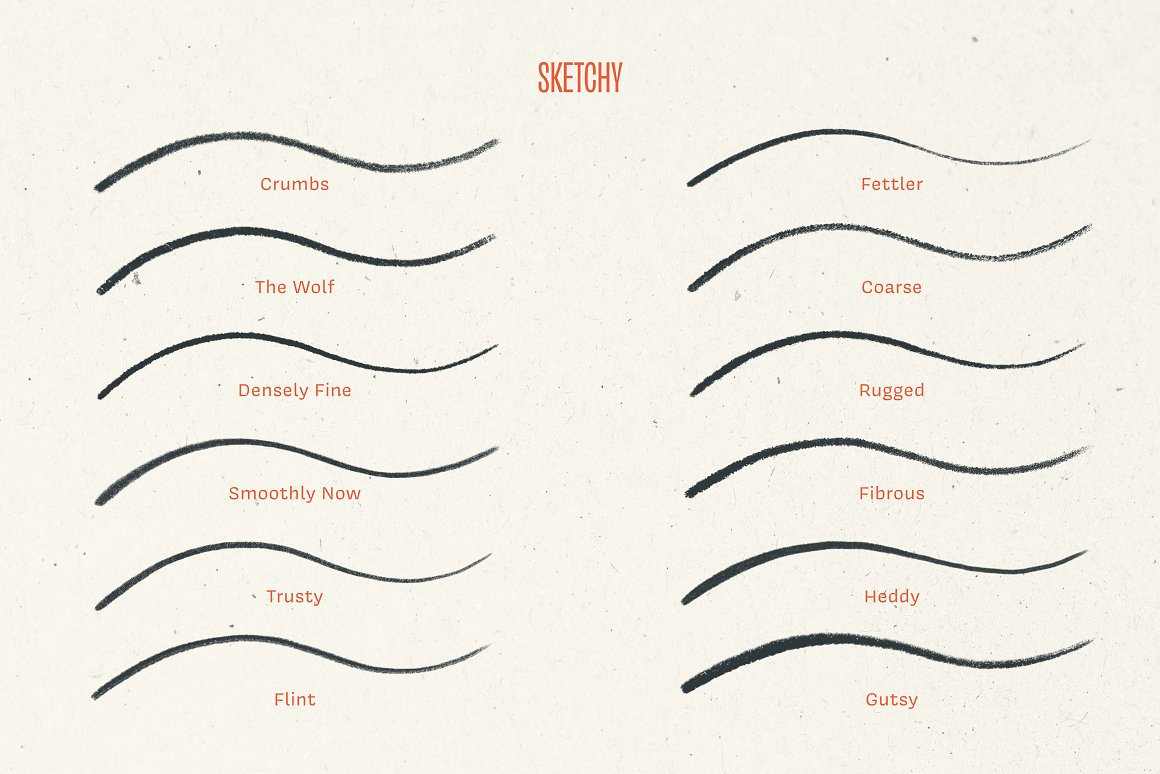 SKETCHY
Crumbs
Fettler
The Wolf
Coarse
Densely Fine
Rugged
Smoothly Now
Fibrous
Trusty
Heddy
Flint
Gutsy